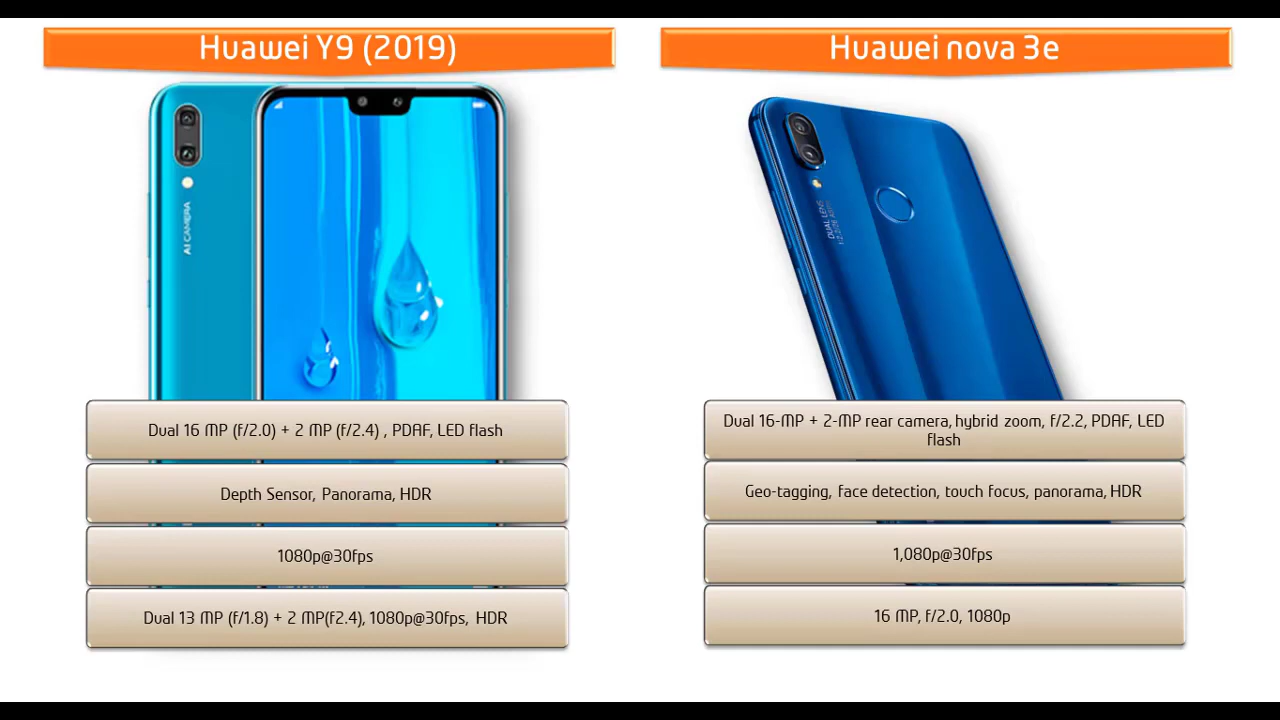 Huawei Y9 (2019)
AI CAMERA
Dual 16 MP (f/2.0) + 2 MP (f/2.4) , PDAF, LED flash
Depth Sensor, Panorama, HDR
1080p@30fps
Dual 13 MP (f/1.8) + 2 MP(f2.4), 1080p@30fps, HDR
Huawei nova 3e
DUAL LENS
Dual 16-MP + 2-MP rear camera, hybrid zoom, f/2.2, PDAF, LED
flash
Geo-tagging, face detection, touch focus, panorama, HDR
1,080p@30fps
16 MP, f/2.0, 1080p